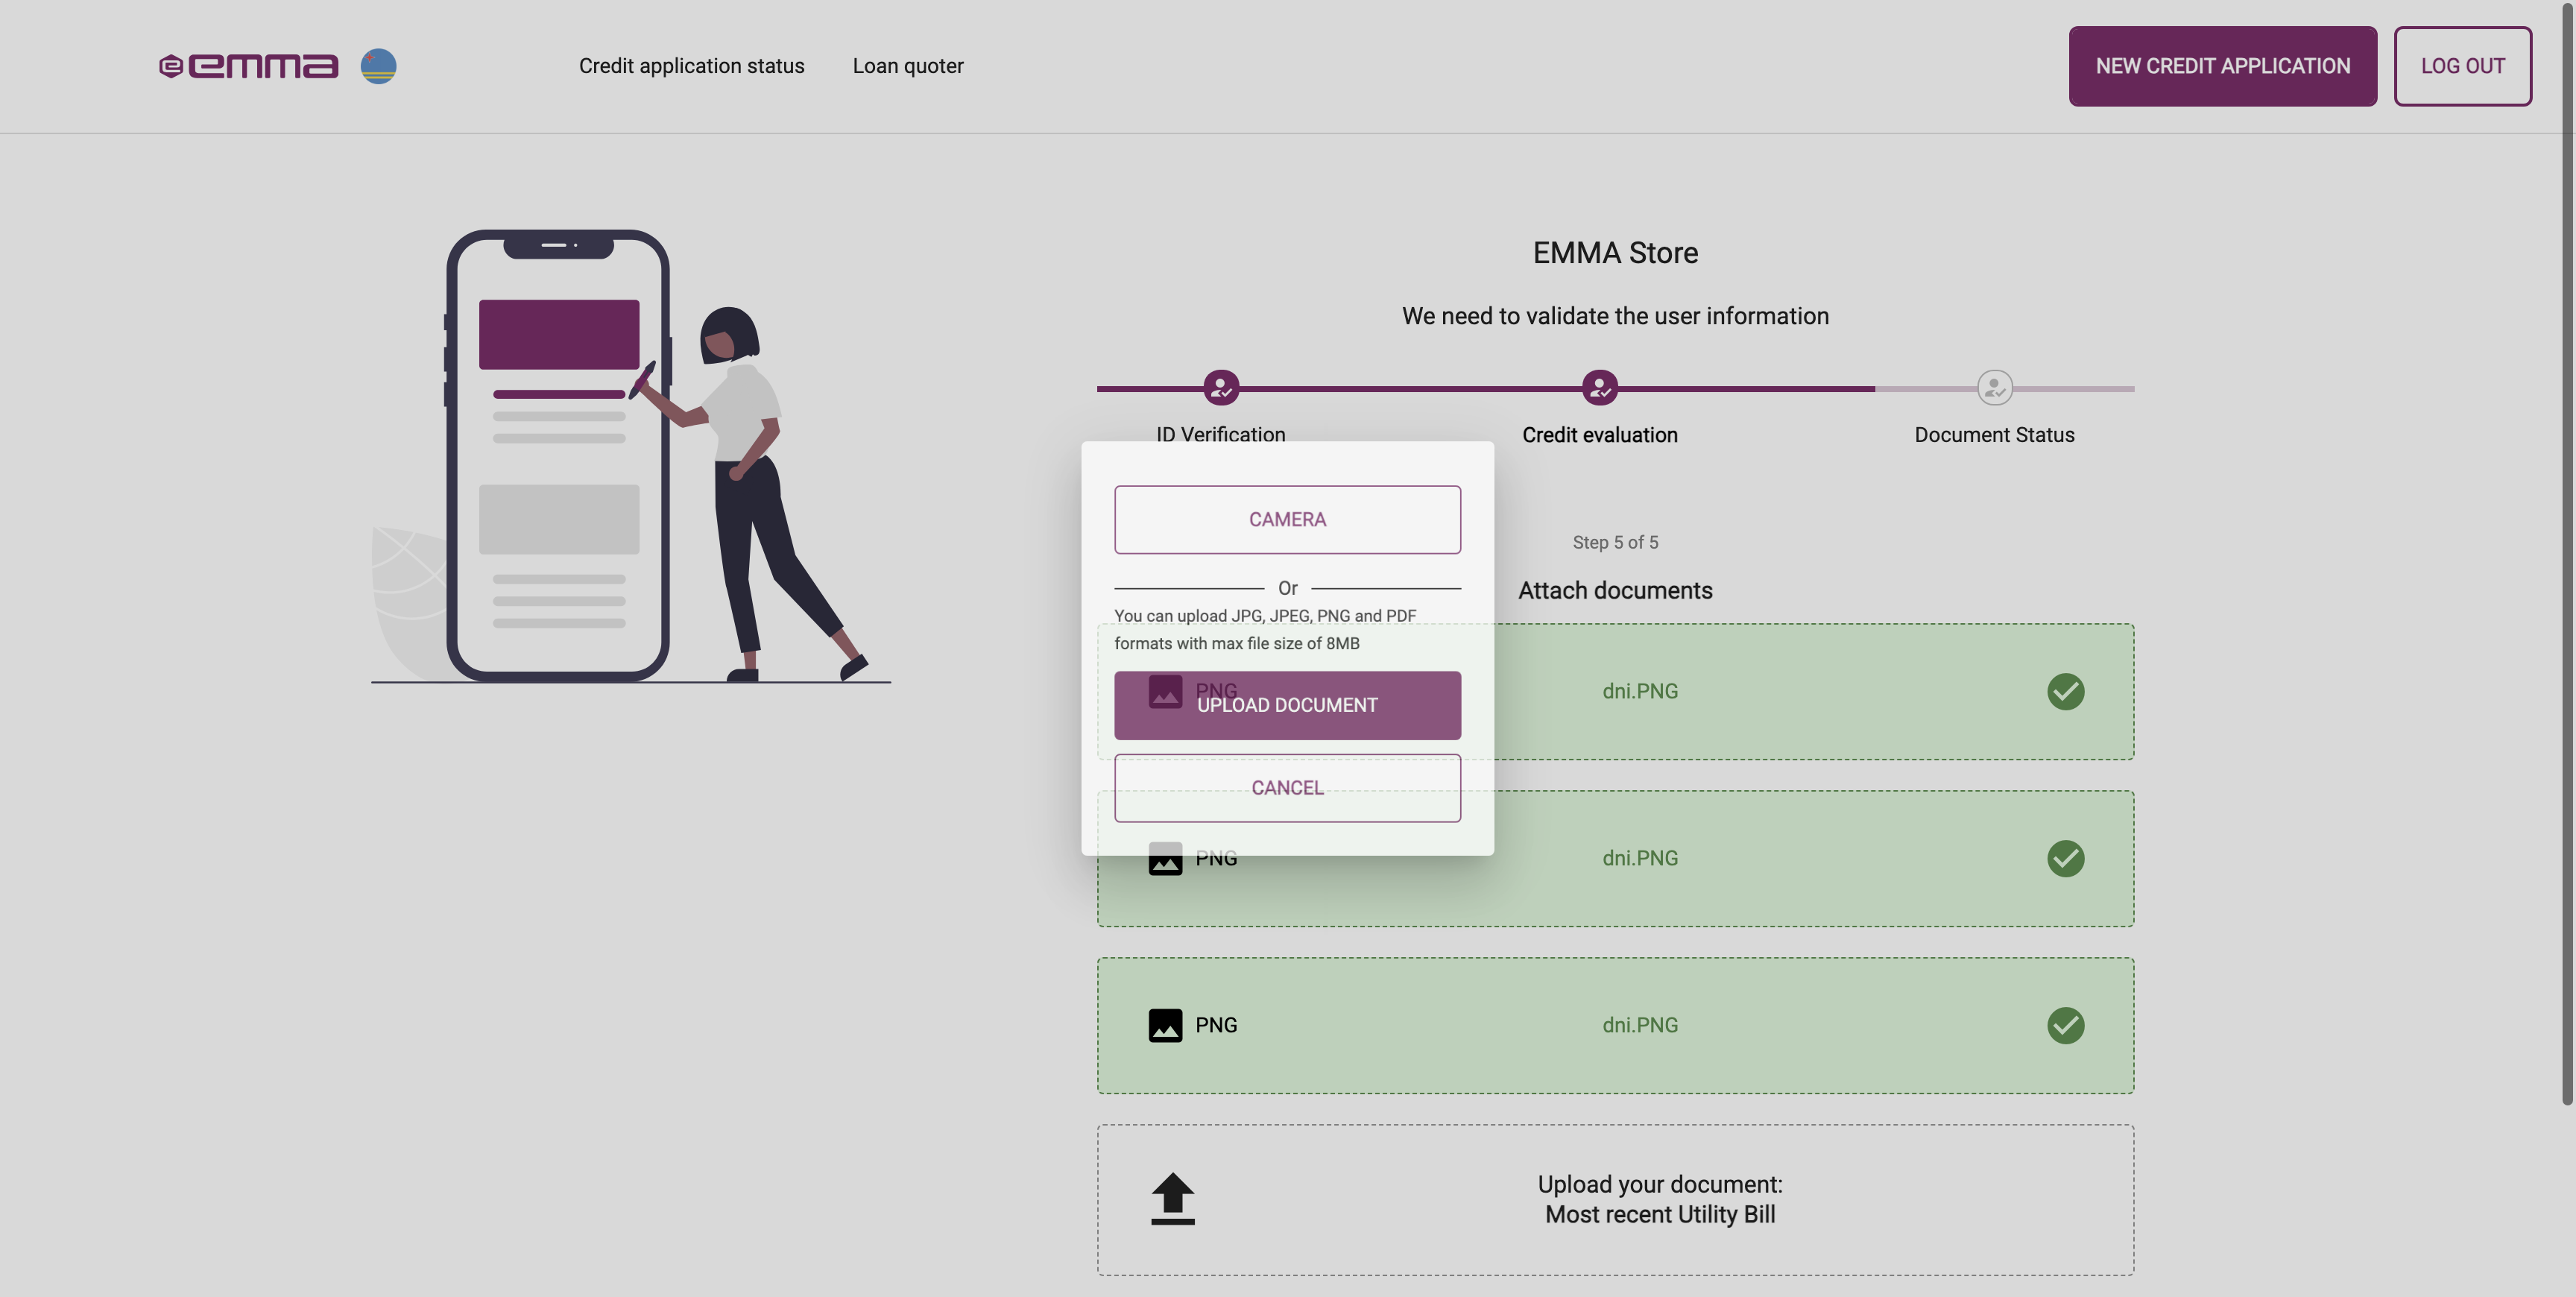 emma
Credit application status
Loan quoter
NEW CREDIT APPLICATION
LOG OUT
EMMA Store
We need to validate the user information
ID Verification
Credit evaluation
Document Status
CAMERA
Or
You can upload JPG, JPEG, PNG and PDF
formats with max file size of 8MB
UPLOAD DOCUMENT
CANCEL
Step 5 of 5
Attach documents
PNG
dni.PNG
PNG
dni.PNG
PNG
dni.PNG
Upload your document:
Most recent Utility Bill